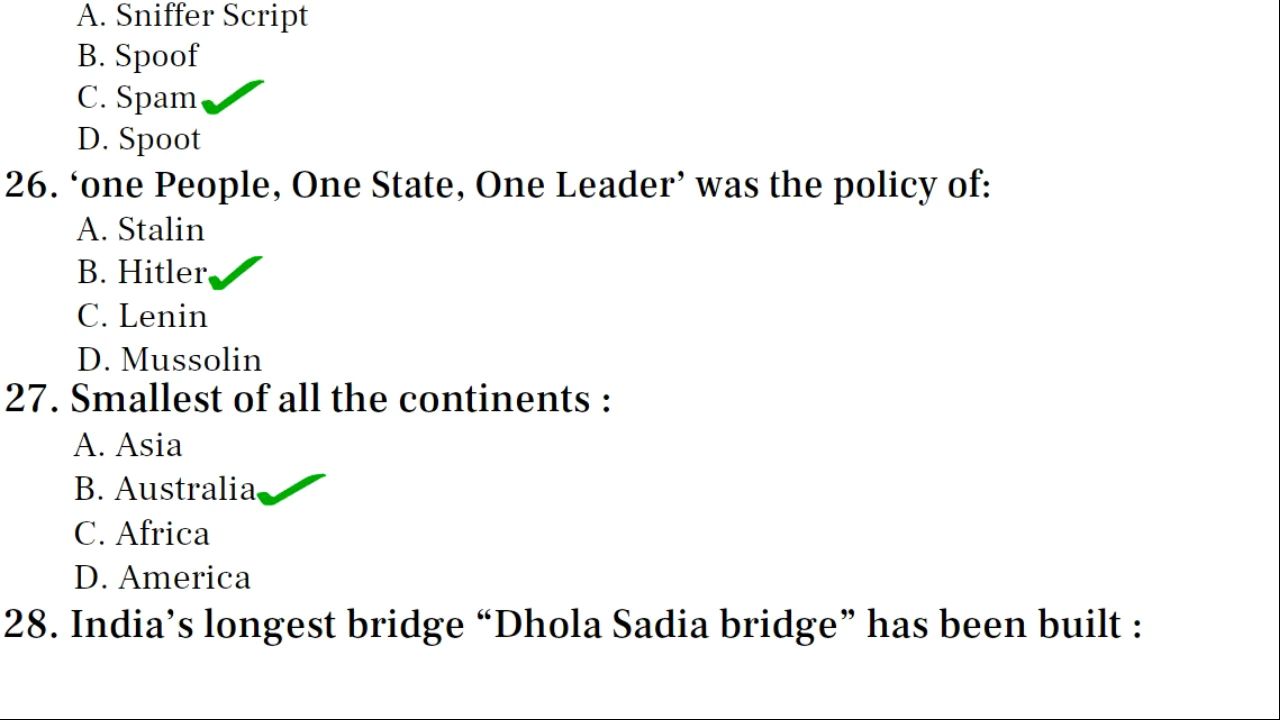 A. Sniffer Script
B. Spoof
C. Spam
D. Spoot
26. ‘one People, One State, One Leader’ was the policy of:
A. Stalin
B. Hitler
C. Lenin
D. Mussolin
27. Smallest of all the continents :
A. Asia
B. Australia
C. Africa
D. America
28. India’s longest bridge “Dhola Sadia bridge” has been built :